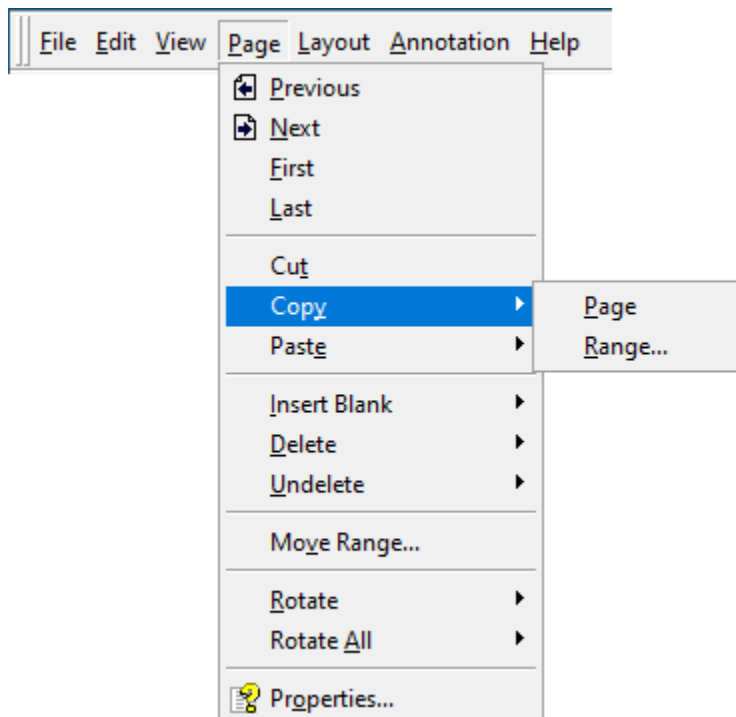 File Edit View Page Layout Annotation Help
Previous
Next
First
Last
Cut
Copy
Page
Paste
Range...
Insert Blank
Delete
Undelete
Move Range...
Rotate
Rotate All
Properties...